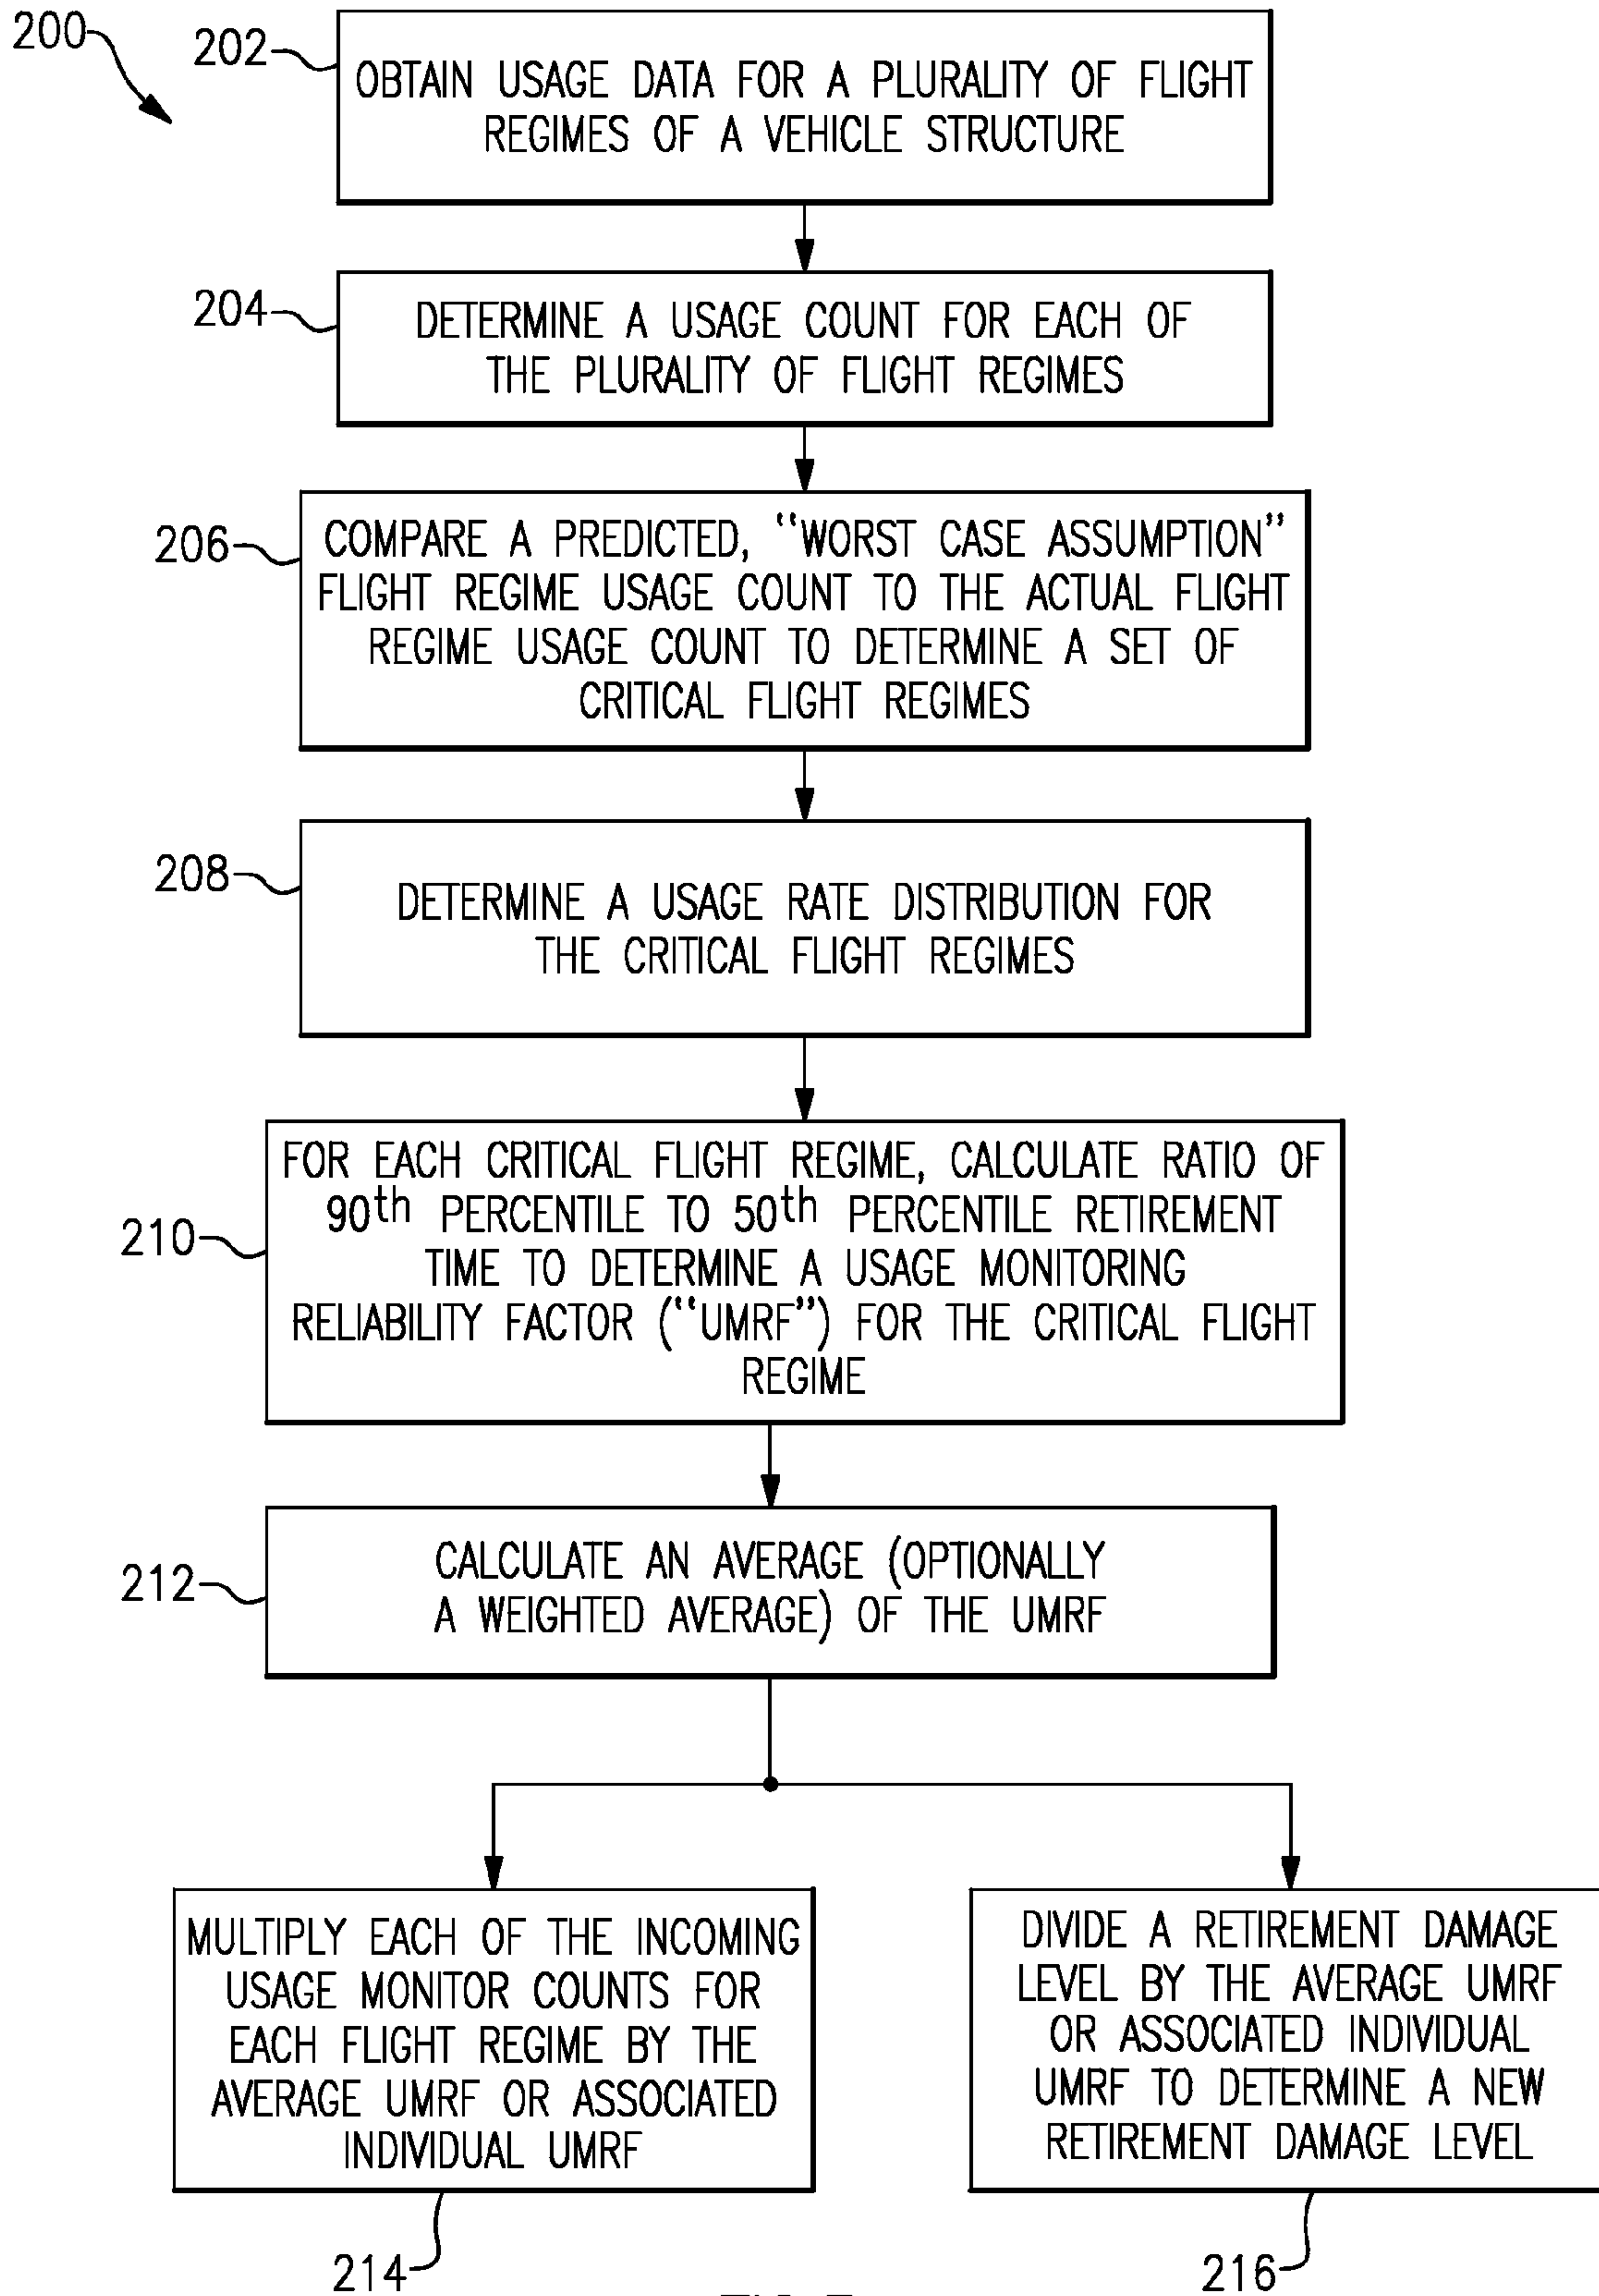 200
202
OBTAIN USAGE DATA FOR A PLURALITY OF FLIGHT
REGIMES OF A VEHICLE STRUCTURE
204
DETERMINE A USAGE COUNT FOR EACH OF
THE PLURALITY OF FLIGHT REGIMES
206
COMPARE A PREDICTED, “WORST CASE ASSUMPTION”
FLIGHT REGIME USAGE COUNT TO THE ACTUAL FLIGHT
REGIME USAGE COUNT TO DETERMINE A SET OF
CRITICAL FLIGHT REGIMES
208
DETERMINE A USAGE RATE DISTRIBUTION FOR
THE CRITICAL FLIGHT REGIMES
210
FOR EACH CRITICAL FLIGHT REGIME, CALCULATE RATIO OF
90th PERCENTILE TO 50th PERCENTILE RETIREMENT
TIME TO DETERMINE A USAGE MONITORING
RELIABILITY FACTOR (“UMRF”) FOR THE CRITICAL FLIGHT
REGIME
212
CALCULATE AN AVERAGE (OPTIONALLY
A WEIGHTED AVERAGE) OF THE UMRF
MULTIPLY EACH OF THE INCOMING
USAGE MONITOR COUNTS FOR
EACH FLIGHT REGIME BY THE
AVERAGE UMRF OR ASSOCIATED
INDIVIDUAL UMRF
214
DIVIDE A RETIREMENT DAMAGE
LEVEL BY THE AVERAGE UMRF
OR ASSOCIATED INDIVIDUAL
UMRF TO DETERMINE A NEW
RETIREMENT DAMAGE LEVEL
216